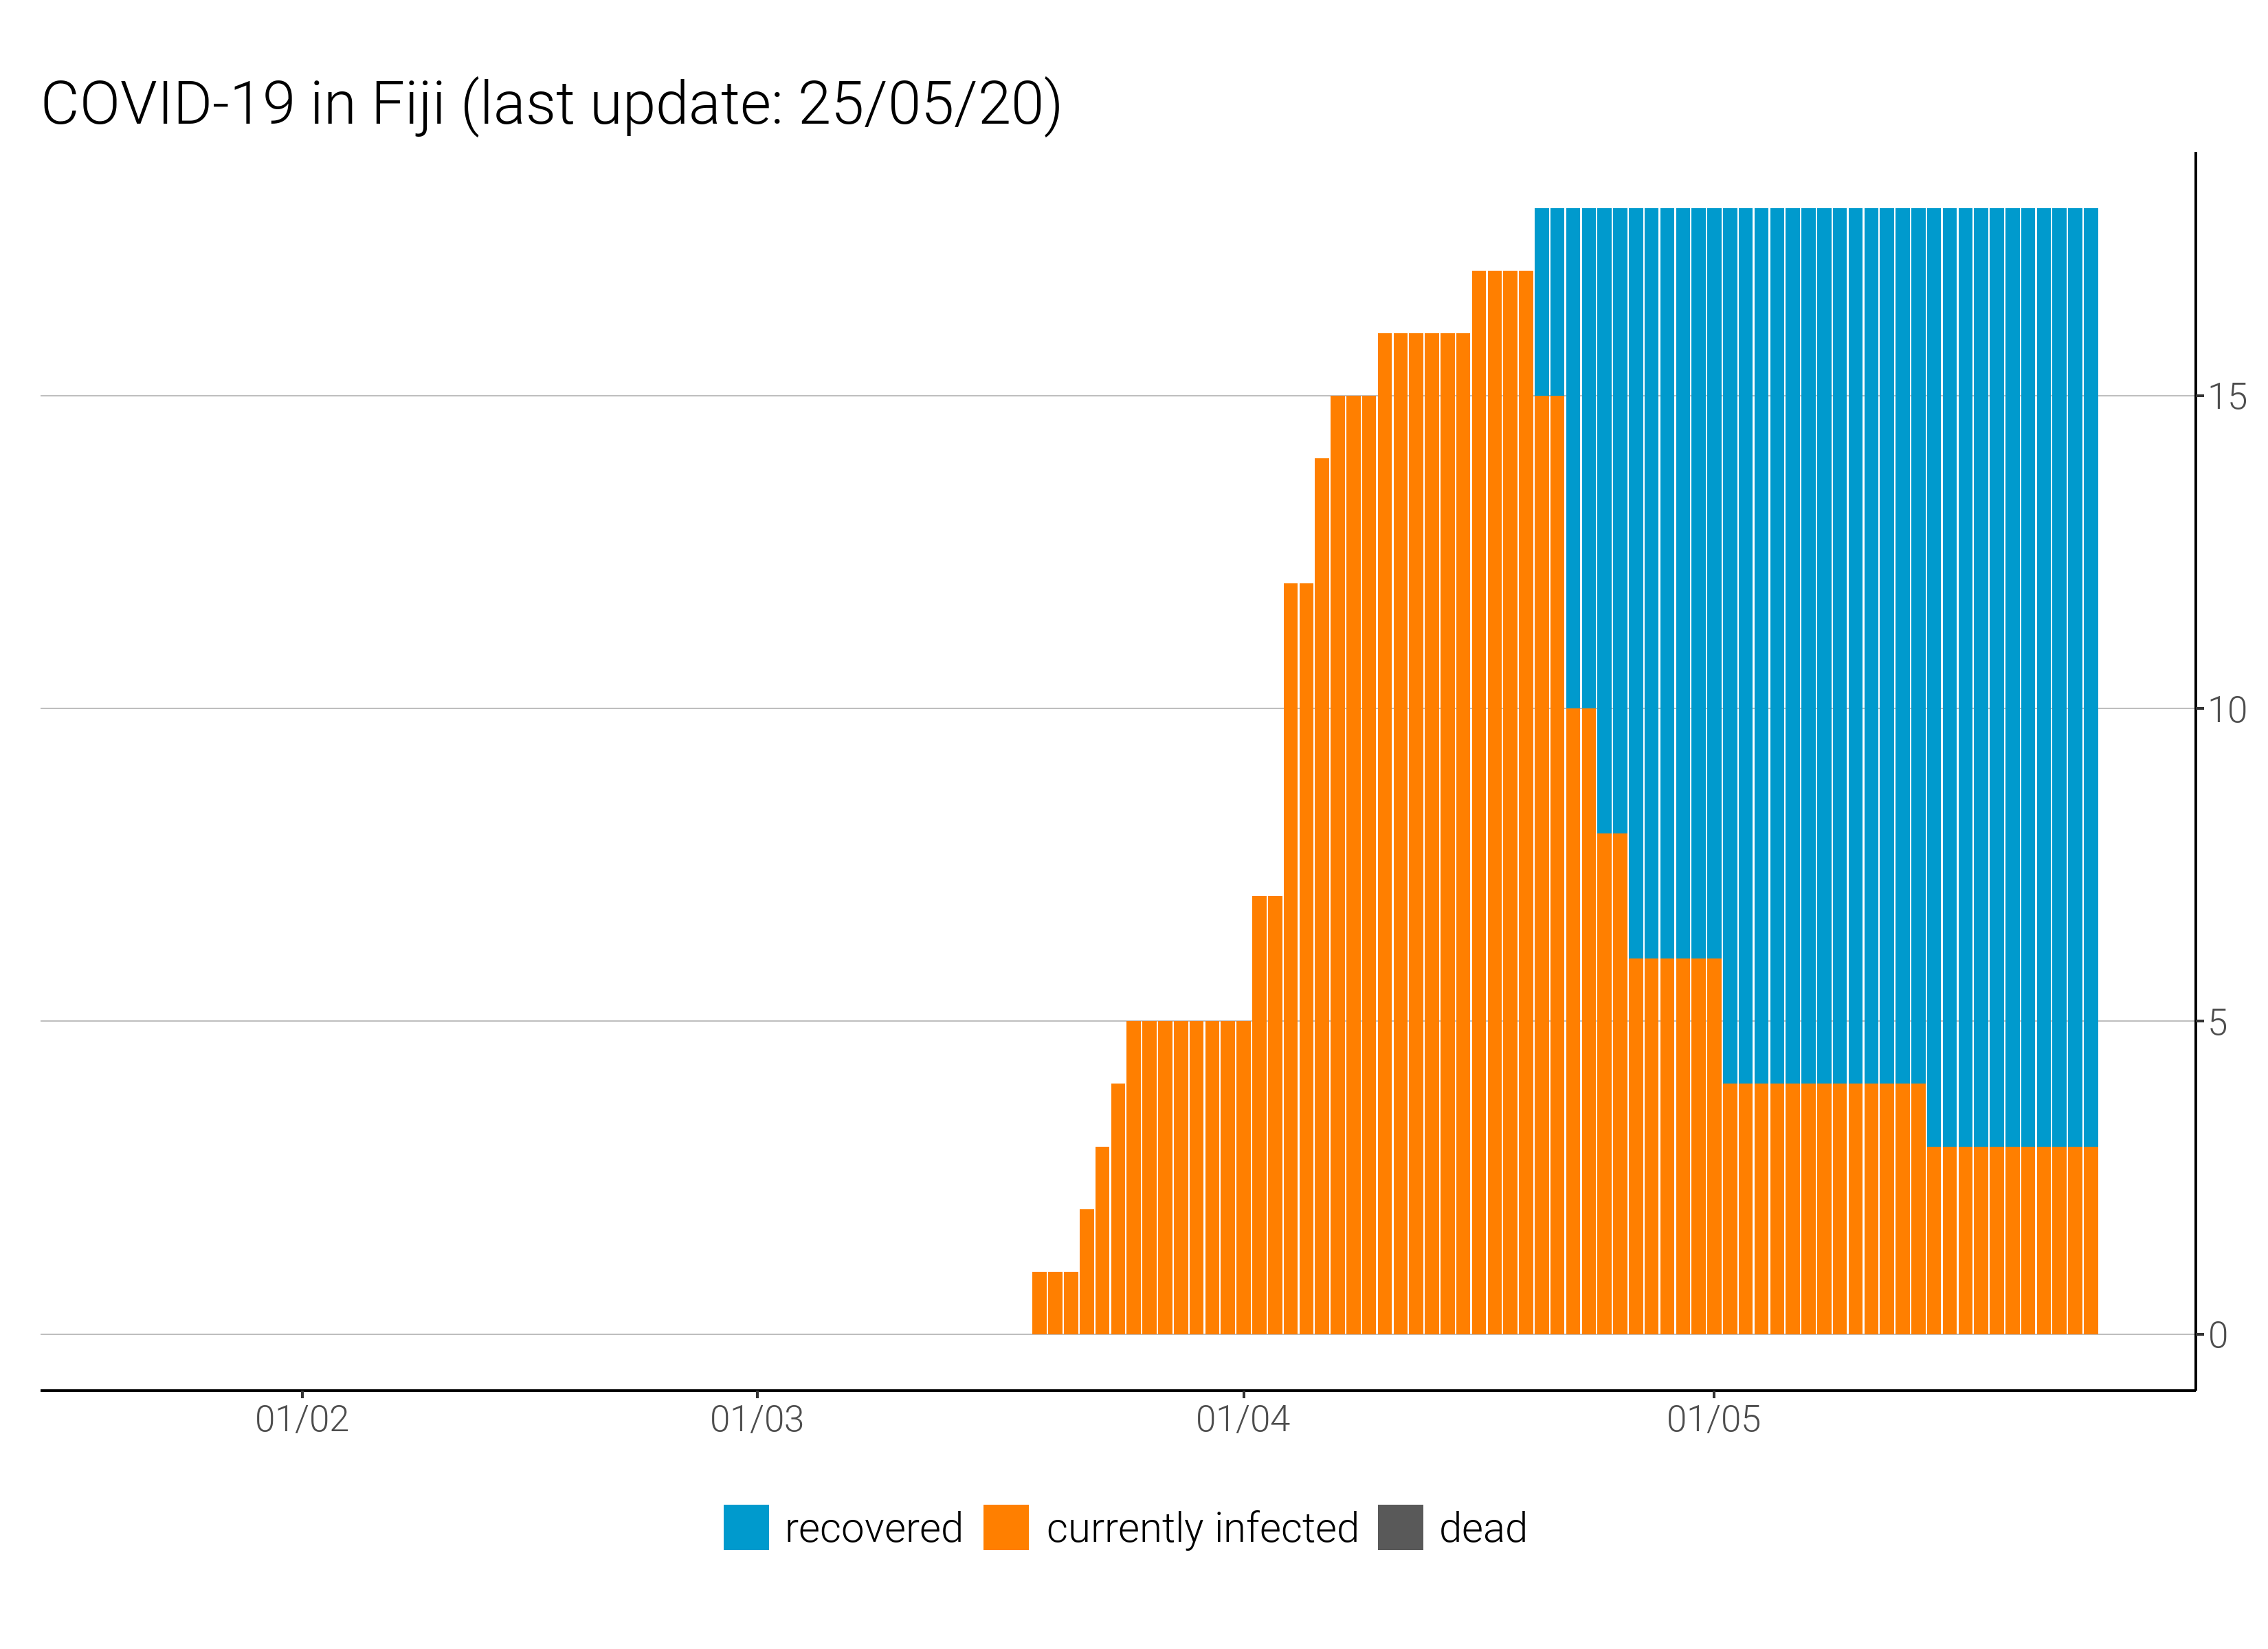 COVID-19 in Fiji (last update: 25/05/20)
15
10
5
0
01/02 01/03 01/04 01/05
recovered currently infected dead